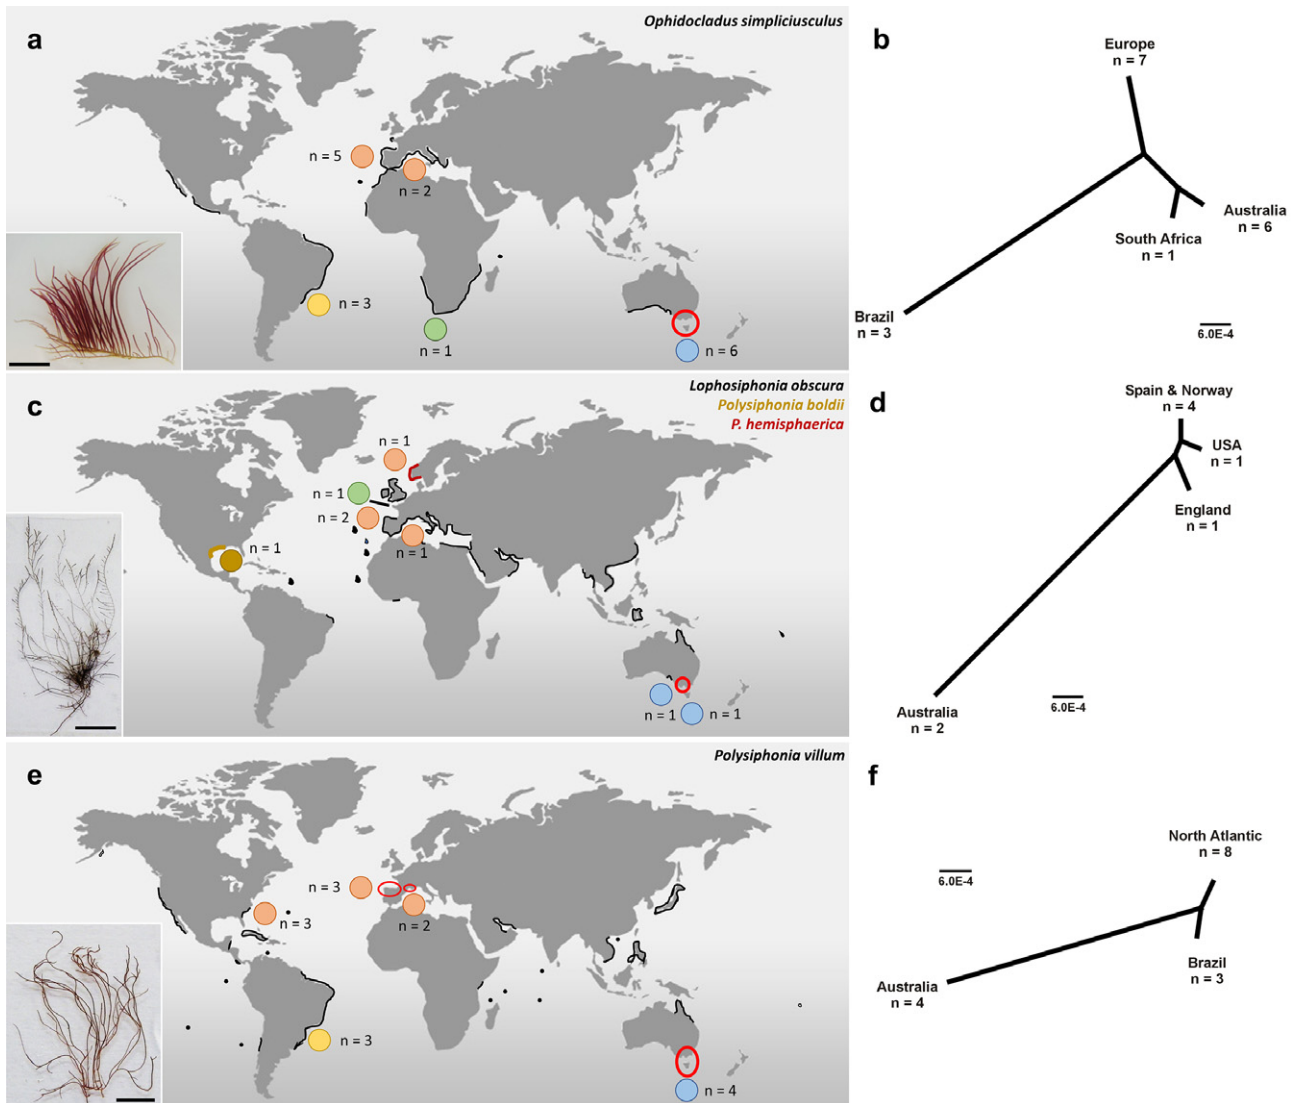 a
Ophidocladus simpliciusculus
n = 5
n = 2
n = 3
n = 1
n = 6
b
Europe
n = 7
Australia
n = 6
South Africa
n = 1
Brazil
n = 3
6.0E-4
c
Lophosiphonia obscura
Polysiphonia boldii
P. hemisphaerica
n = 1
n = 1
n = 2
n = 1
n = 1
n = 1
n = 1
d
Spain & Norway
n = 4
USA
n = 1
England
n = 1
Australia
n = 2
6.0E-4
e
Polysiphonia villum
n = 3
n = 3
n = 2
n = 3
n = 4
f
North Atlantic
n = 8
6.0E-4
Brazil
n = 3
Australia
n = 4